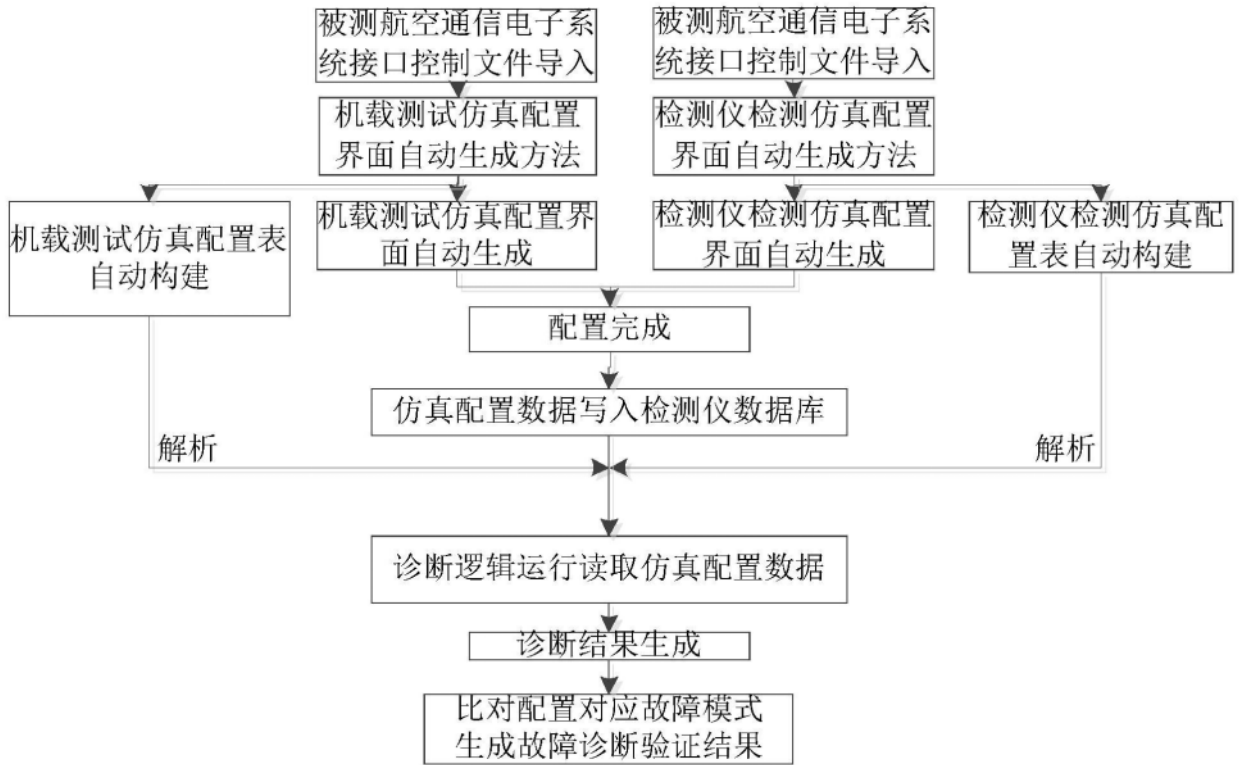 被测航空通信电子系
统接口控制文件导入
被测航空通信电子系
统接口控制文件导入
机载测试仿真配置
界面自动生成方法
检测仪检测仿真配置
界面自动生成方法
机载测试仿真配置表
自动构建
机载测试仿真配置界
面自动生成
检测仪检测仿真配置
界面自动生成
检测仪检测仿真配
置表自动构建
配置完成
仿真配置数据写入检测仪数据库
解析
解析
诊断逻辑运行读取仿真配置数据
诊断结果生成
比对配置对应故障模式
生成故障诊断验证结果